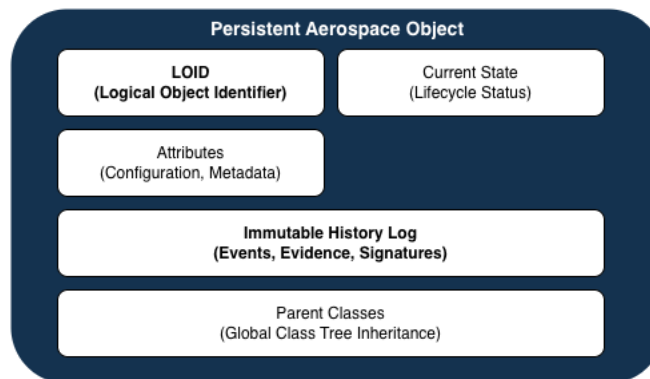 Persistent Aerospace Object
LOID
(Logical Object Identifier)
Current State
(Lifecycle Status)
Attributes
(Configuration, Metadata)
Immutable History Log
(Events, Evidence, Signatures)
Parent Classes
(Global Class Tree Inheritance)